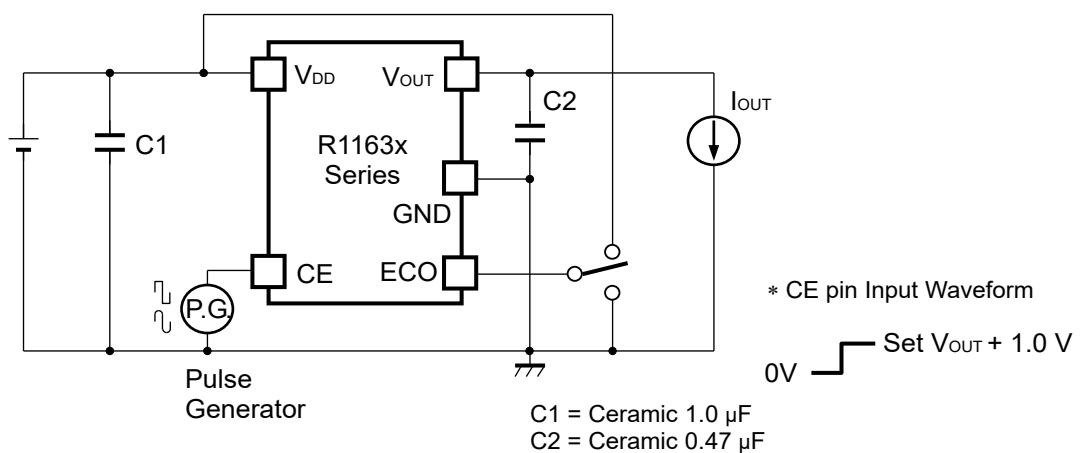 VDD
VOUT
C2
IOUT
C1
R1163x
Series
GND
CE
ECO
P.G.
* CE pin Input Waveform
Set VOUT + 1.0 V
0V
Pulse
Generator
C1 = Ceramic 1.0 µF
C2 = Ceramic 0.47 µF